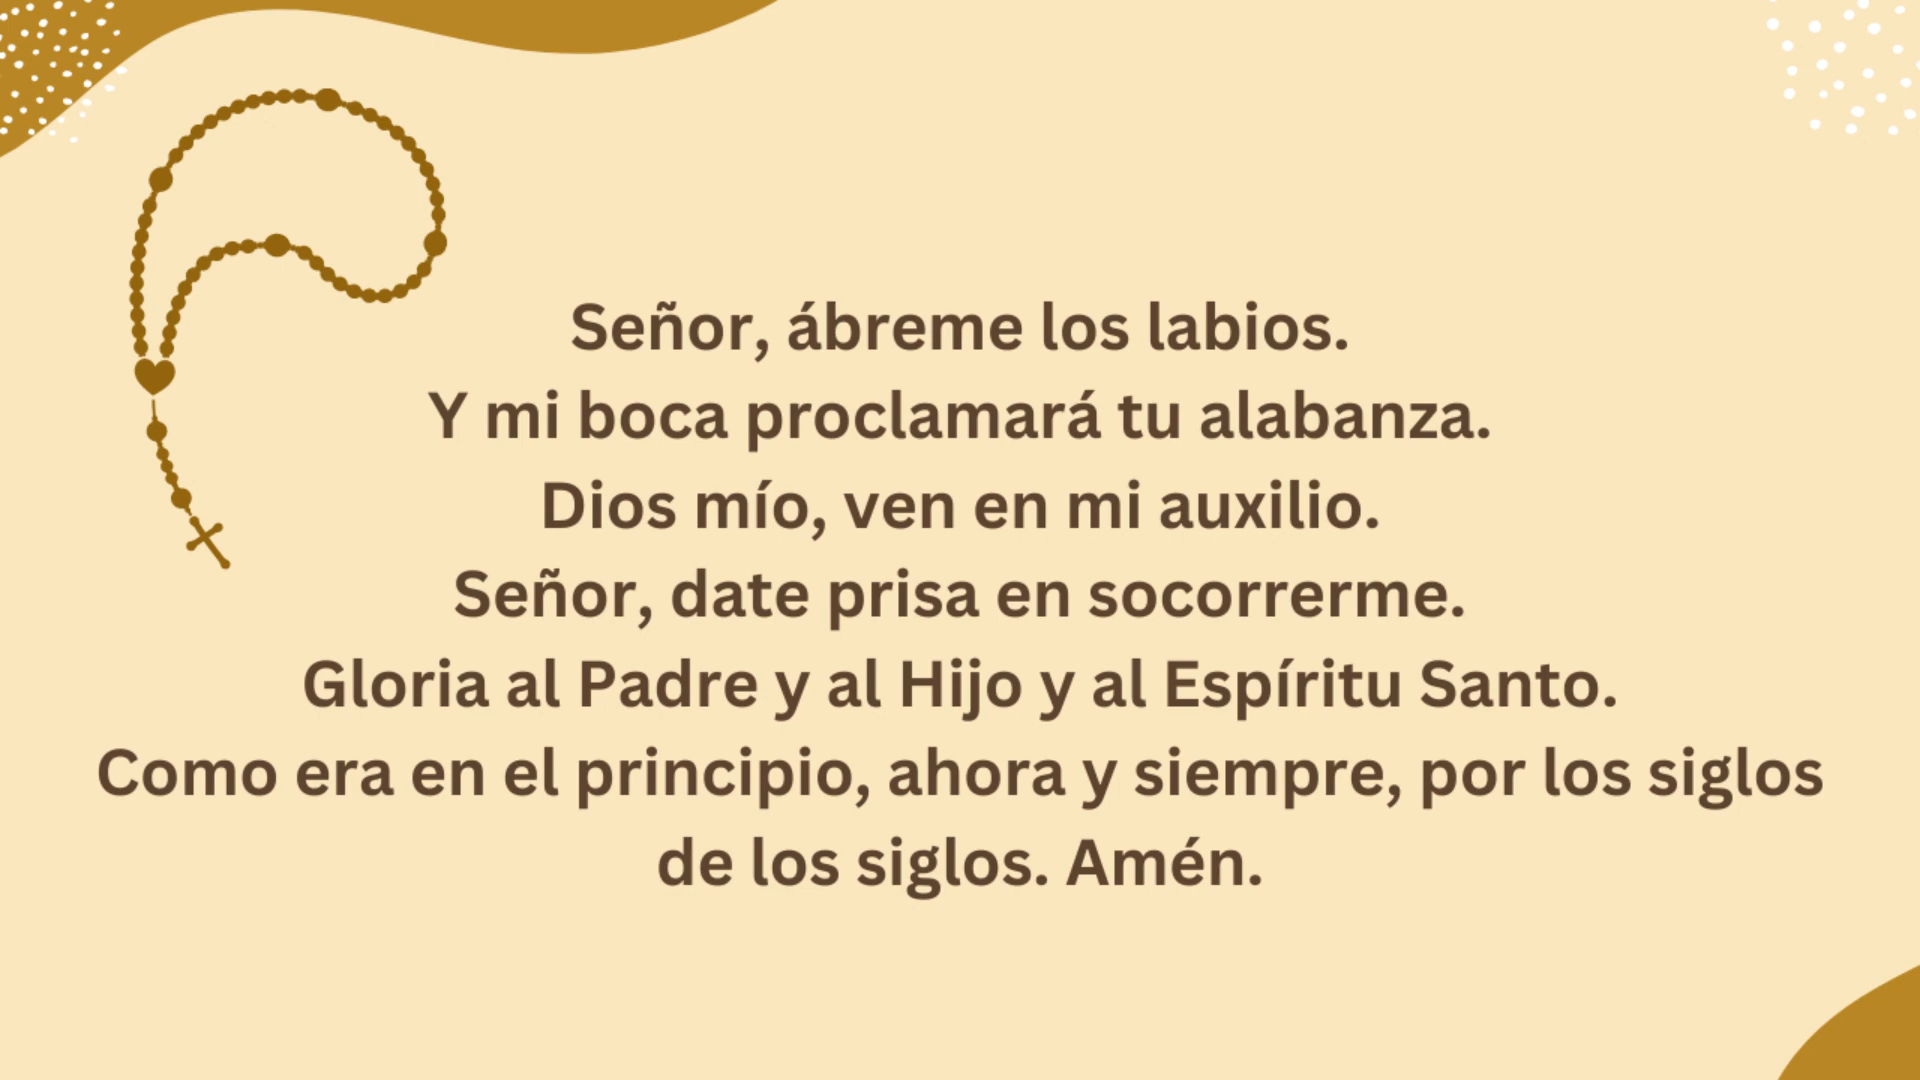 Señor, ábreme los labios.
Y mi boca proclamará tu alabanza.
Dios mío, ven en mi auxilio.
Señor, date prisa en socorrerme.
Gloria al Padre y al Hijo y al Espíritu Santo.
Como era en el principio, ahora y siempre, por los siglos
de los siglos. Amén.